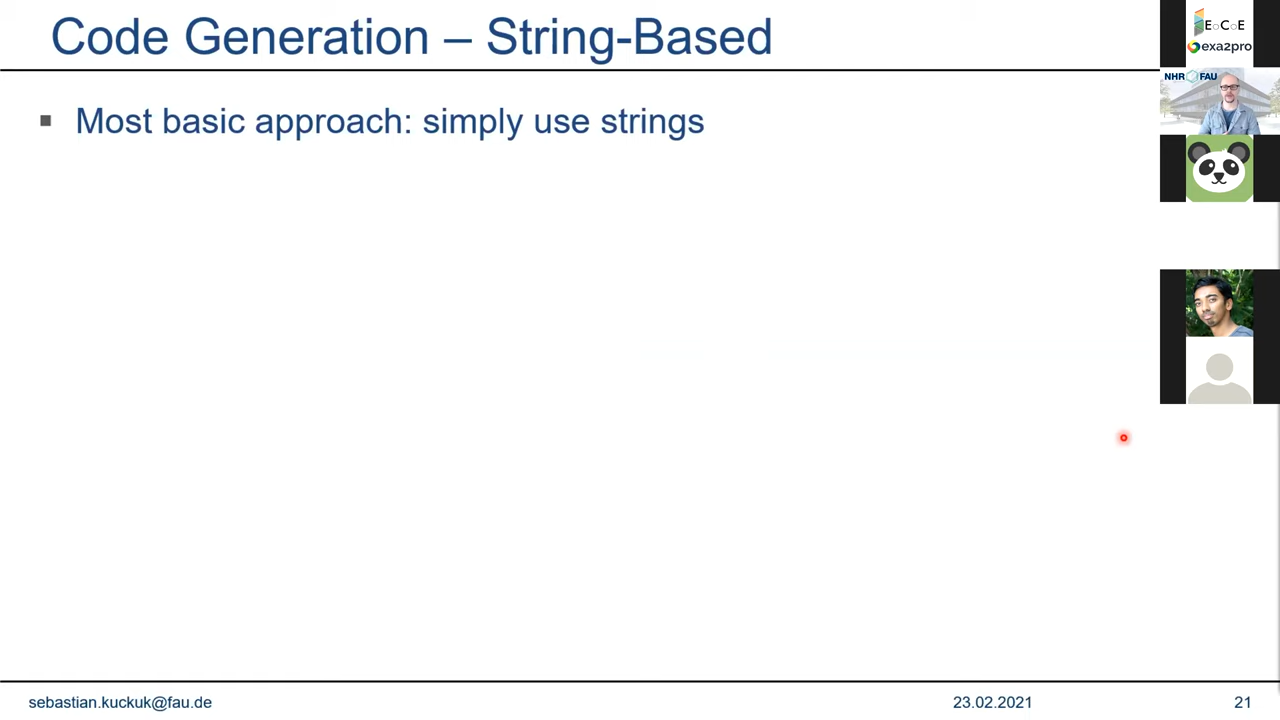 Code Generation – String-Based
EoCoE
exa2pro
NHR FAU
▪ Most basic approach: simply use strings
sebastian.kuckuk@fau.de
23.02.2021
21